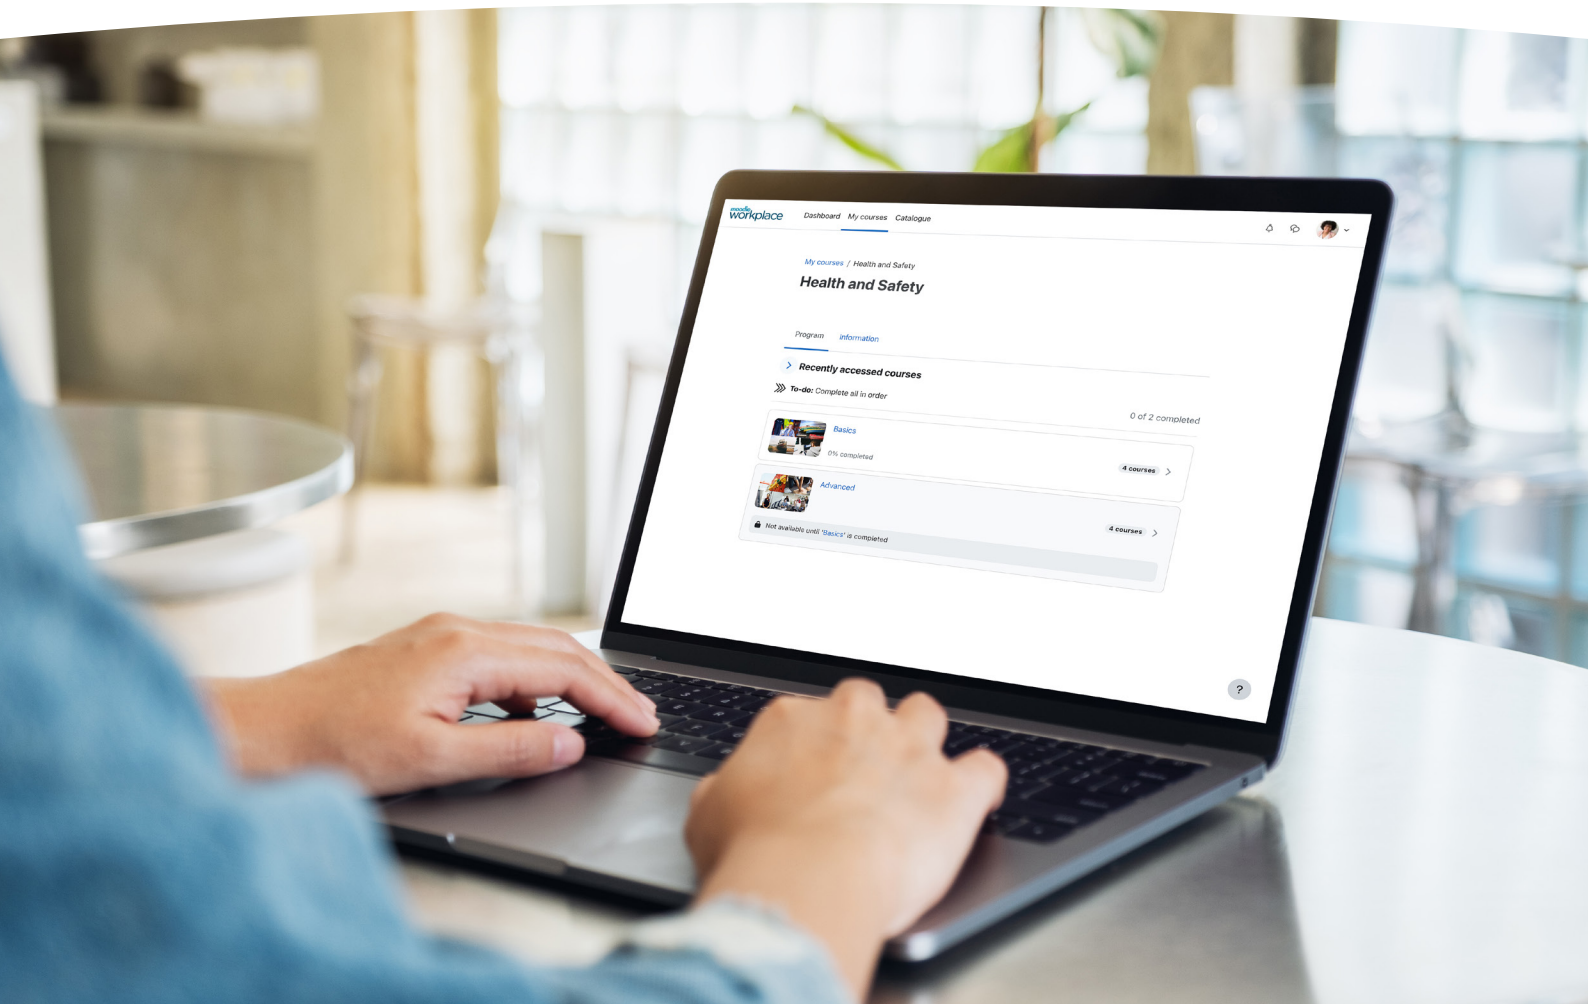 moodle
workplace
Dashboard My courses Catalogue
My courses / Health and Safety
Health and Safety
Program Information
Recently accessed courses
To-do: Complete all in order
0 of 2 completed
Basics
0% completed
4 courses
Advanced
4 courses
Not available until 'Basics' is completed
?